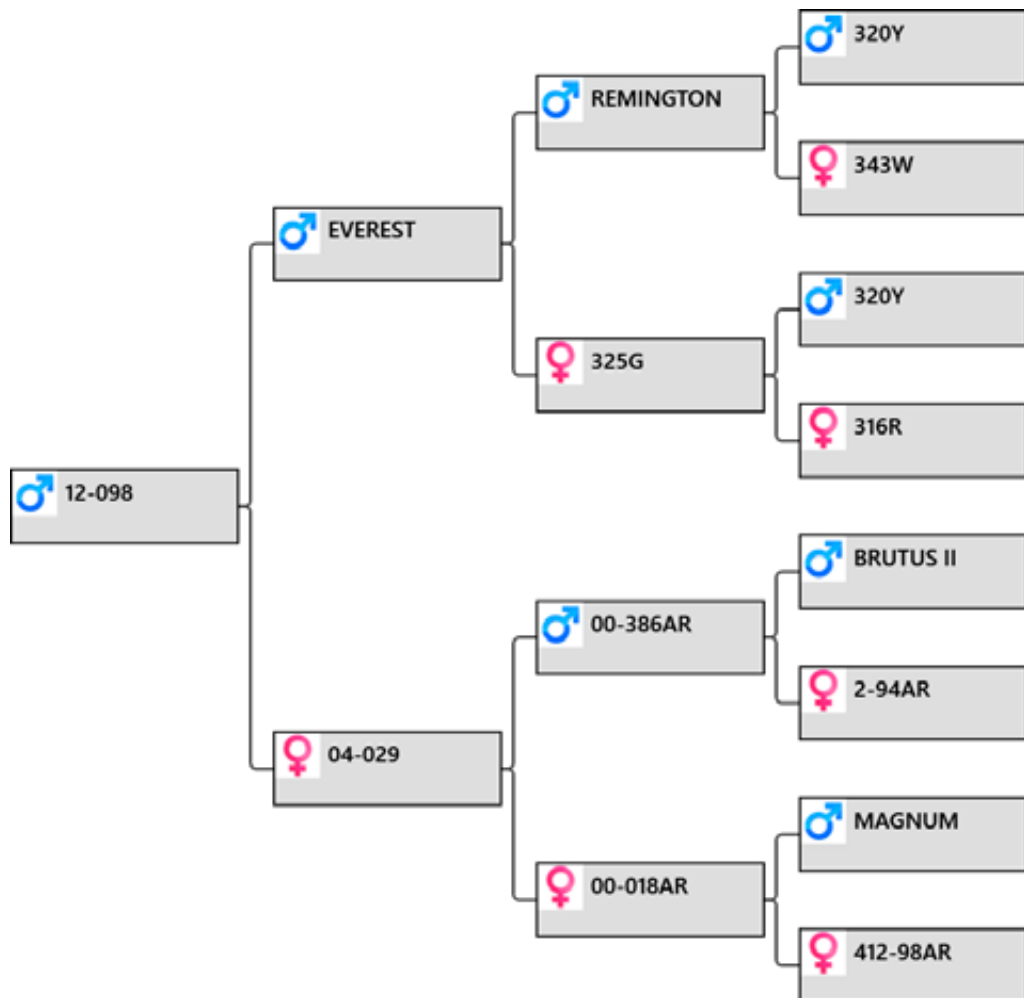 320Y
REMINGTON
343W
EVEREST
320Y
325G
316R
12-098
BRUTUS II
00-386AR
2-94AR
04-029
MAGNUM
00-018AR
412-98AR